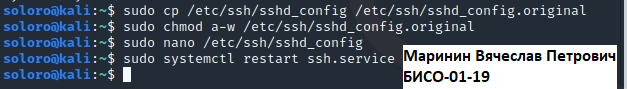 soloro@kali:~$ sudo cp /etc/ssh/sshd_config /etc/ssh/sshd_config.original
soloro@kali:~$ sudo chmod a-w /etc/ssh/sshd_config.original
soloro@kali:~$ sudo nano /etc/ssh/sshd_config
soloro@kali:~$ sudo systemctl restart ssh.service
soloro@kali:~$
Маринин Вячеслав Петрович
БИСО-01-19